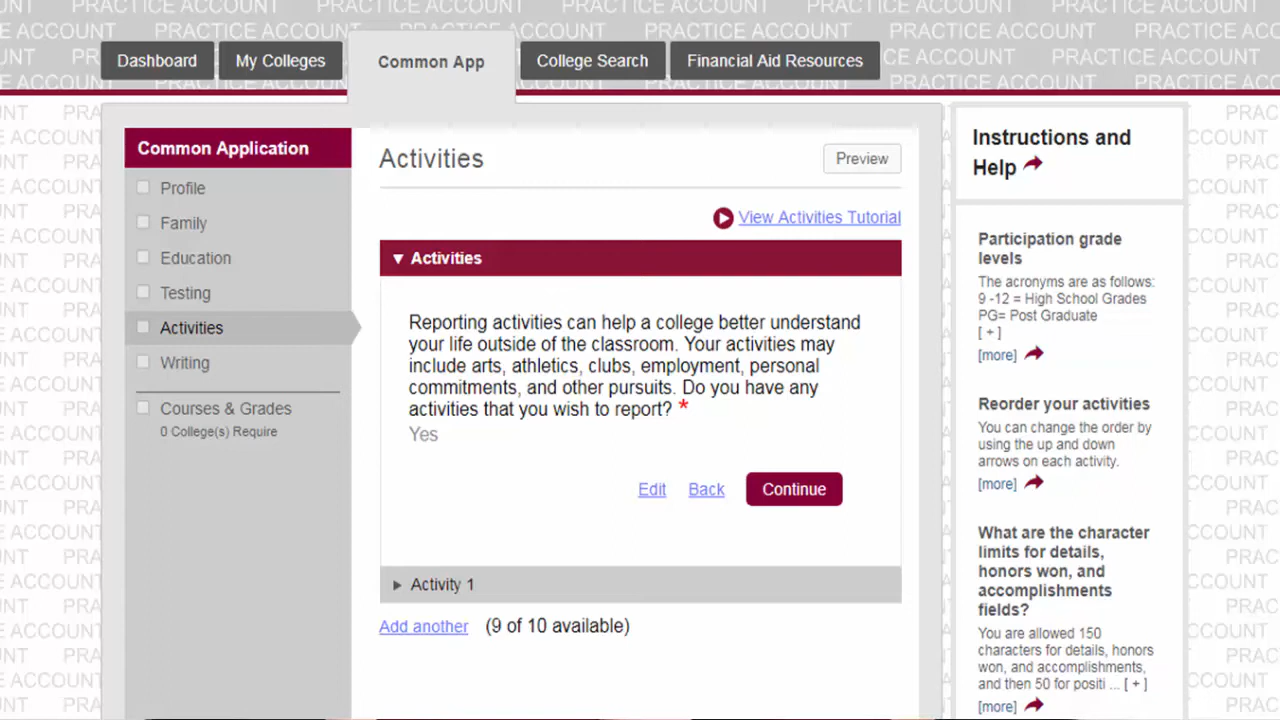 PRACTICE ACCOUNT PRACTICE ACCOUNT PRACTICE ACCOUNT PRACTICE ACCOUNT
Dashboard
My Colleges
Common App
College Search
Financial Aid Resources
Common Application
Profile
Family
Education
Testing
Activities
Writing
Courses & Grades
0 College(s) Require
Activities
Preview
View Activities Tutorial
Activities
Reporting activities can help a college better understand
your life outside of the classroom. Your activities may
include arts, athletics, clubs, employment, personal
commitments, and other pursuits. Do you have any
activities that you wish to report? *
Yes
Edit Back Continue
Activity 1
Add another (9 of 10 available)
Instructions and
Help
Participation grade
levels
The acronyms are as follows:
9 -12 = High School Grades
PG= Post Graduate
[ + ]
[more]
Reorder your activities
You can change the order by
using the up and down
arrows on each activity.
[more]
What are the character
limits for details,
honors won, and
accomplishments
fields?
You are allowed 150
characters for details, honors
won, and accomplishments,
and then 50 for positi ... [ + ]
[more]